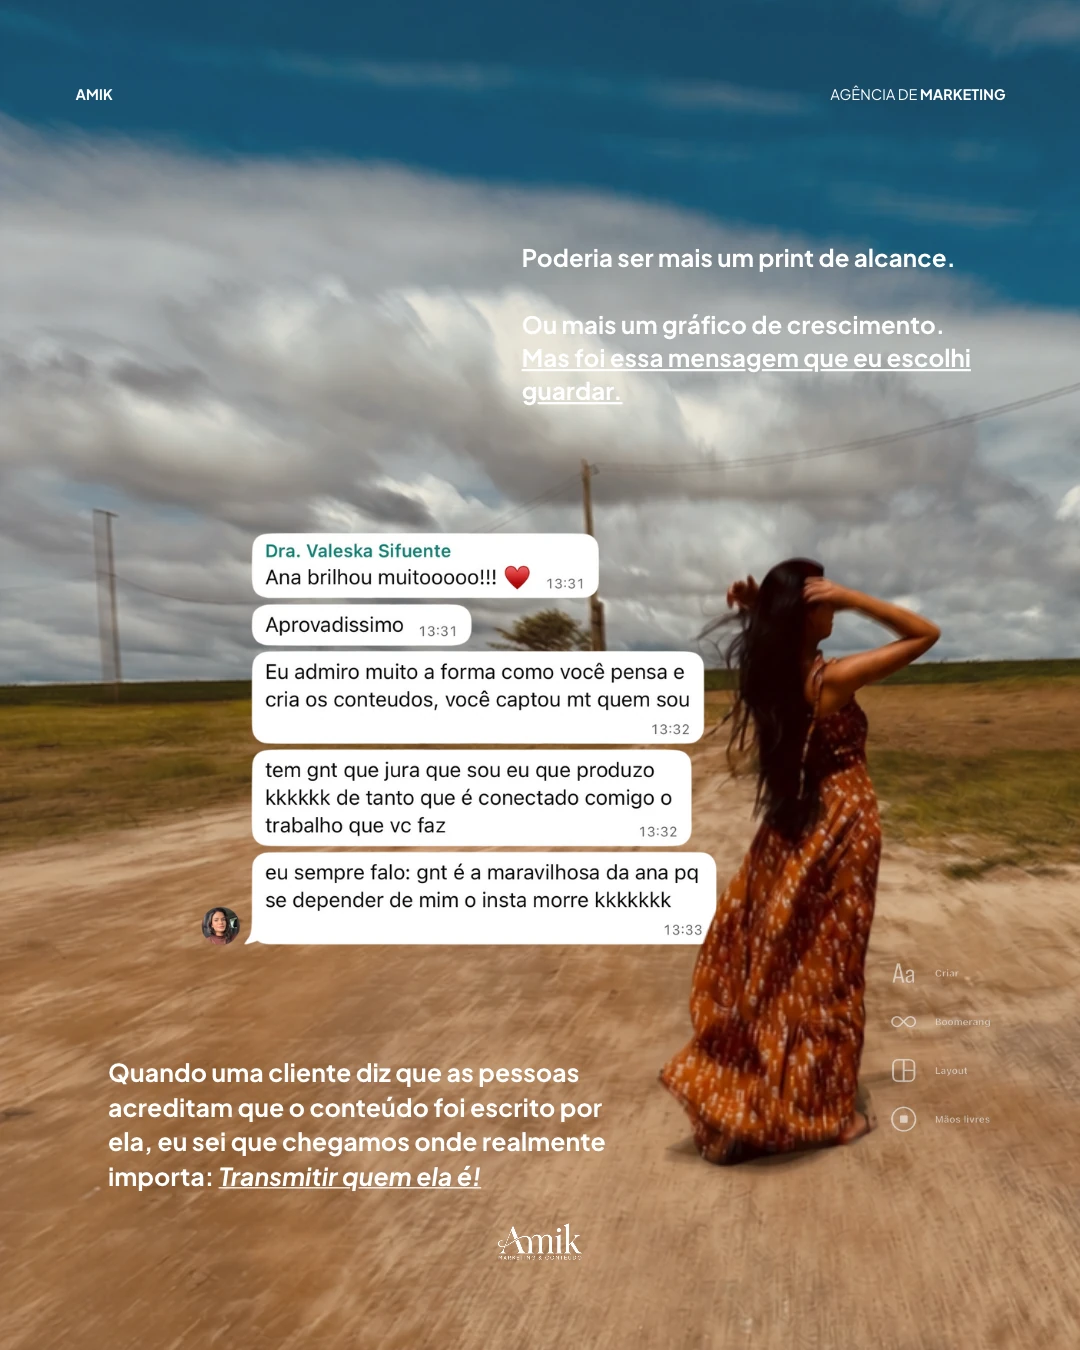 AMIK
AGÊNCIA DE MARKETING
Poderia ser mais um print de alcance.
Ou mais um gráfico de crescimento.
Mas foi essa mensagem que eu escolhi
guardar.
Dra. Valeska Sifuente
Ana brilhou muitooooo!!! ♥️ 13:31
Aprovadissimo 13:31
Eu admiro muito a forma como você pensa e
cria os conteudos, você captou mt quem sou
13:32
tem gnt que jura que sou eu que produzo
kkkkkk de tanto que é conectado comigo o
trabalho que vc faz 13:32
eu sempre falo: gnt é a maravilhosa da ana pq
se depender de mim o insta morre kkkkkkk
13:33
Aa Criar
Boomerang
Layout
Mãos livres
Quando uma cliente diz que as pessoas
acreditam que o conteúdo foi escrito por
ela, eu sei que chegamos onde realmente
importa: Transmitir quem ela é!
Amik
MARKETING & CONTEÚDO